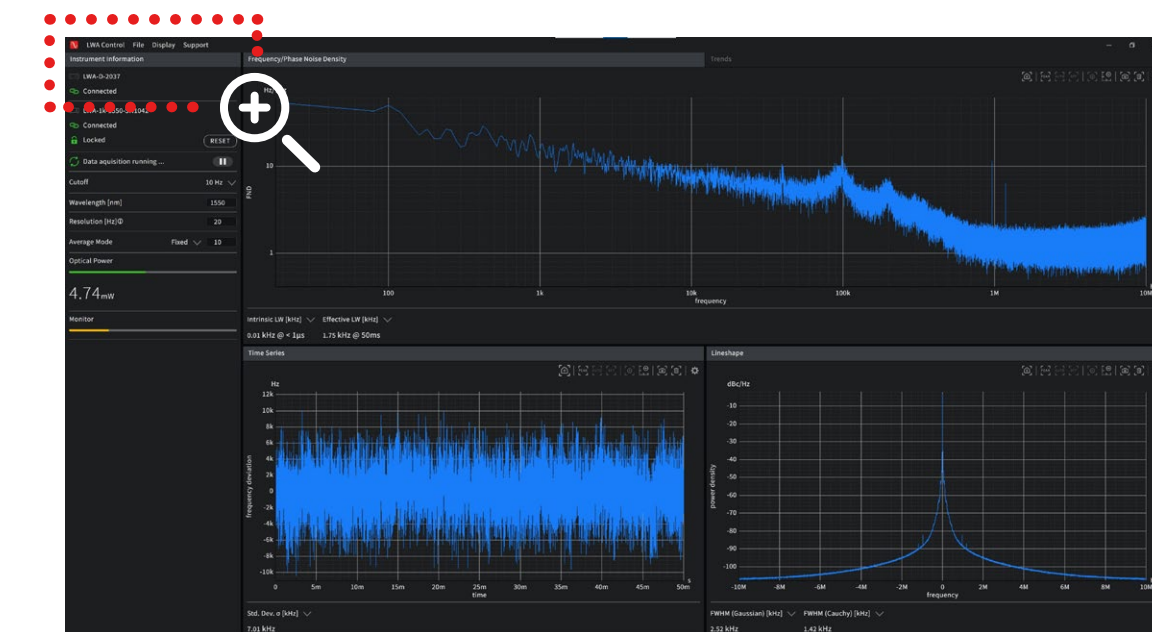 LWA Control File Display Support
Instrument Information
LWA-D-2037
Connected
Connected
Locked
RESET
Data aquisition running ...
Cutoff 10 Hz
Wavelength [nm] 1550
Resolution [Hz] 20
Average Mode Fixed 10
Optical Power
4.74 mW
Monitor
Frequency/Phase Noise Density
Trends
10
1
FND
100 1k 10k 100k 1M 10M
frequency
Intrinsic LW [kHz] Effective LW [kHz]
0.01 kHz @ < 1µs 1.75 kHz @ 50ms
Time Series
Hz
12k
10k
8k
6k
4k
2k
0
-2k
-4k
-6k
-8k
-10k
frequency deviation
0 5m 10m 15m 20m 25m 30m 35m 40m 45m 50m
s
time
Std. Dev. σ [kHz]
7.01 kHz
Lineshape
dBc/Hz
-10
-20
-30
-40
-50
-60
-70
-80
-90
-100
power density
-10M -8M -6M -4M -2M 0 2M 4M 6M 8M 10M
frequency
FWHM (Gaussian) [kHz] FWHM (Cauchy) [kHz]
2.52 kHz 1.42 kHz